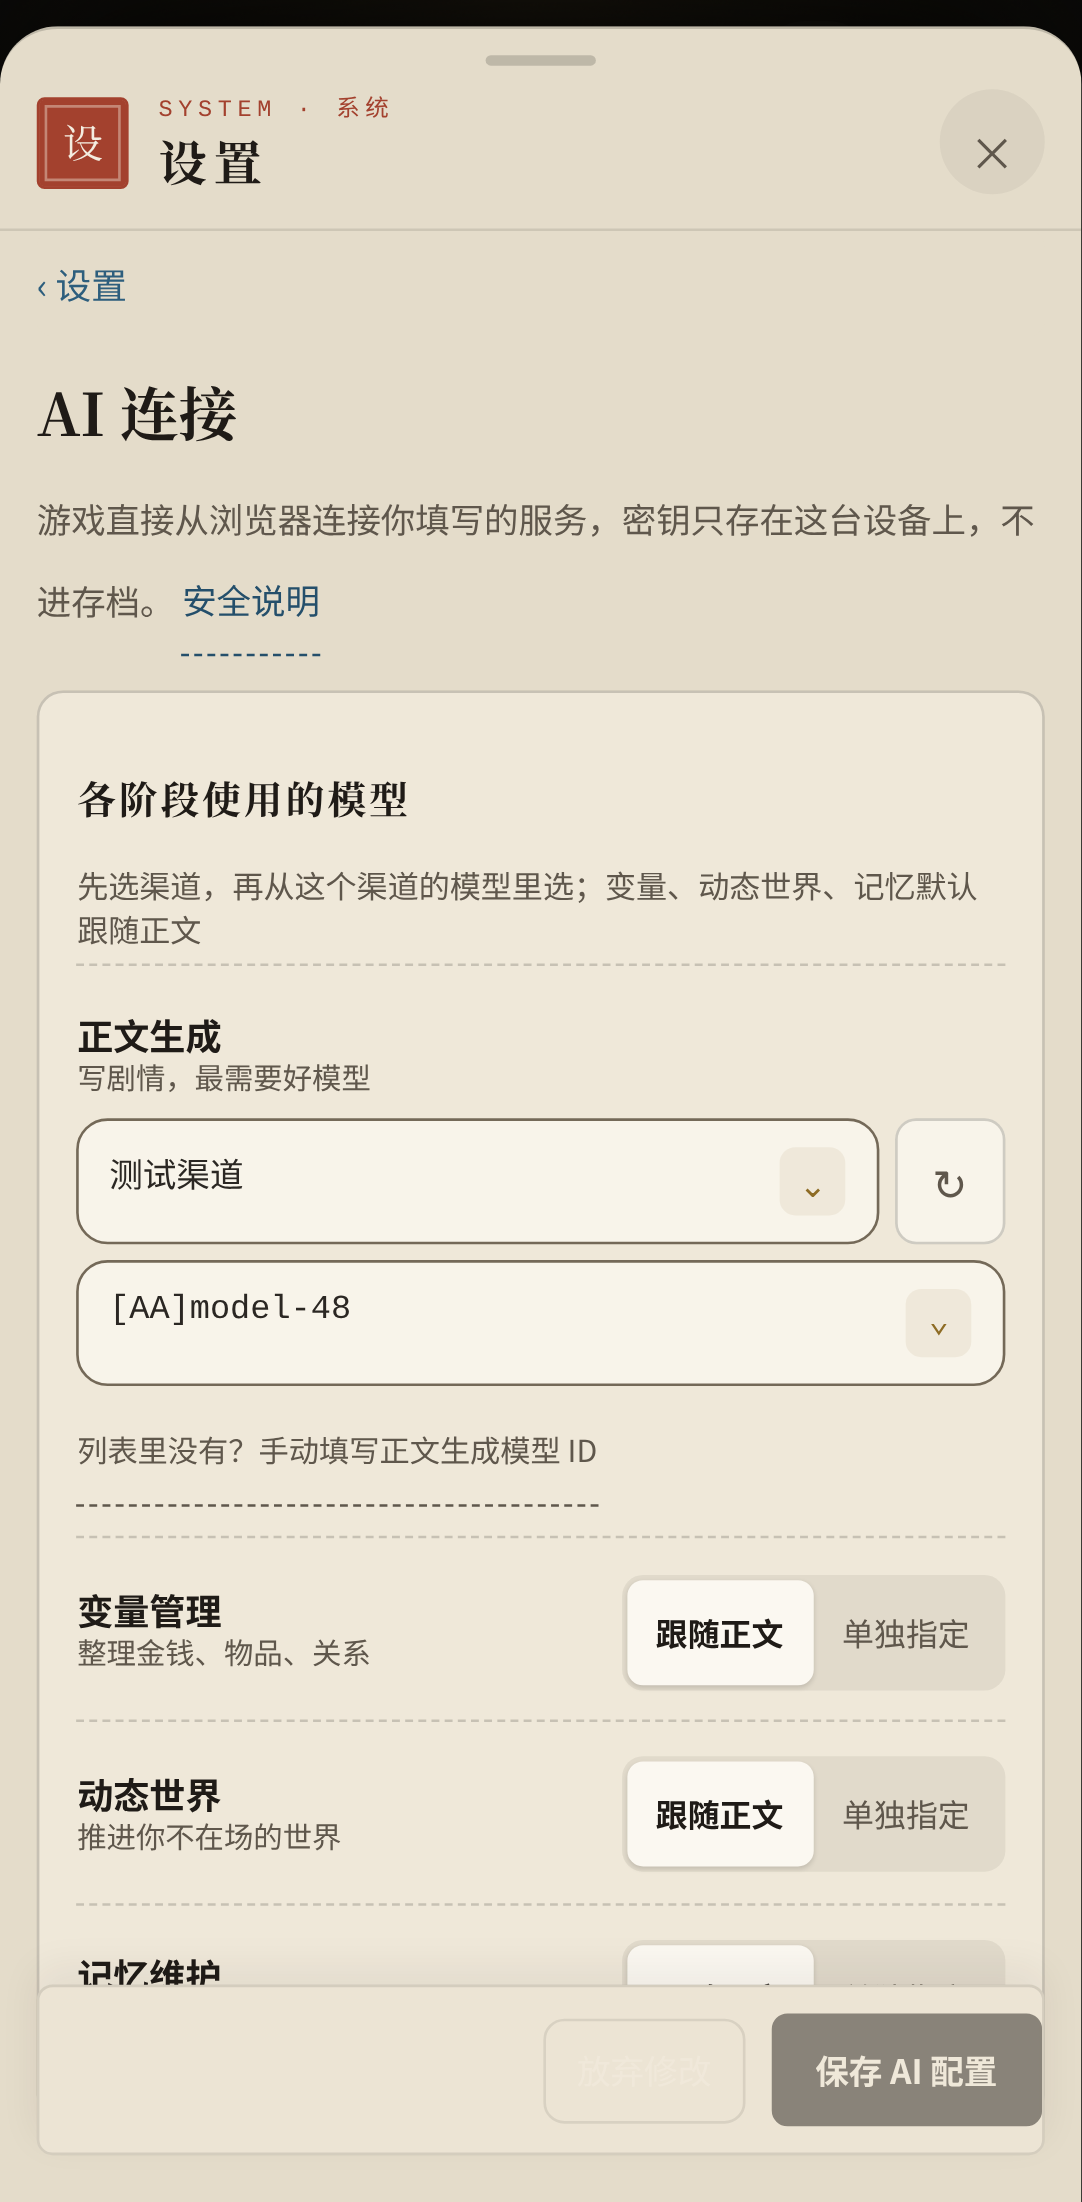 设
SYSTEM · 系统
设置
‹ 设置
AI 连接
游戏直接从浏览器连接你填写的服务，密钥只存在这台设备上，不
进存档。 安全说明
各阶段使用的模型
先选渠道，再从这个渠道的模型里选；变量、动态世界、记忆默认
跟随正文
正文生成
写剧情，最需要好模型
测试渠道
[AA]model-48
列表里没有？手动填写正文生成模型 ID
变量管理
整理金钱、物品、关系
跟随正文 单独指定
动态世界
推进你不在场的世界
跟随正文 单独指定
记忆维护
放弃修改 保存 AI 配置